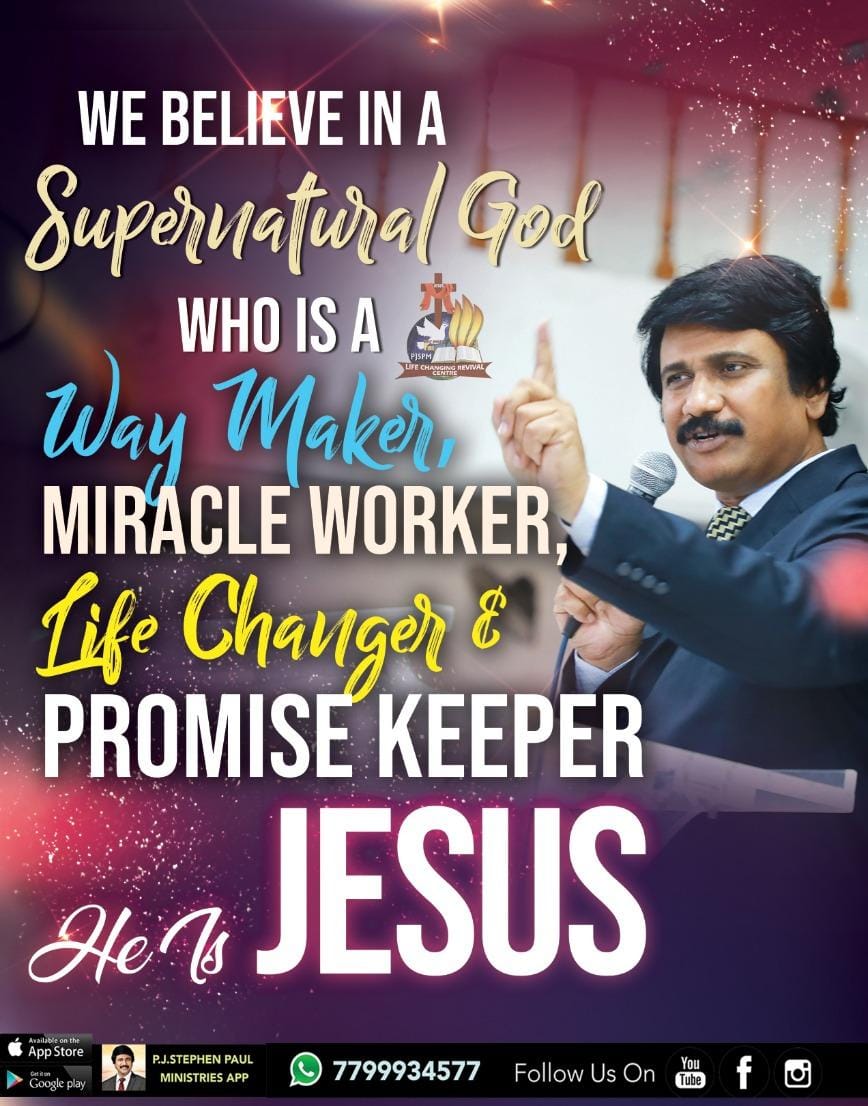 WE BELIEVE IN A
Supernatural God
WHO IS A
PJSPM
LIFE CHANGING REVIVAL
CENTRE
Way Maker,
MIRACLE WORKER,
Life Changer &
PROMISE KEEPER
He Is JESUS
Available on the
App Store
Get it on
Google play
P.J.STEPHEN PAUL
MINISTRIES APP
7799934577
Follow Us On
You
Tube
f